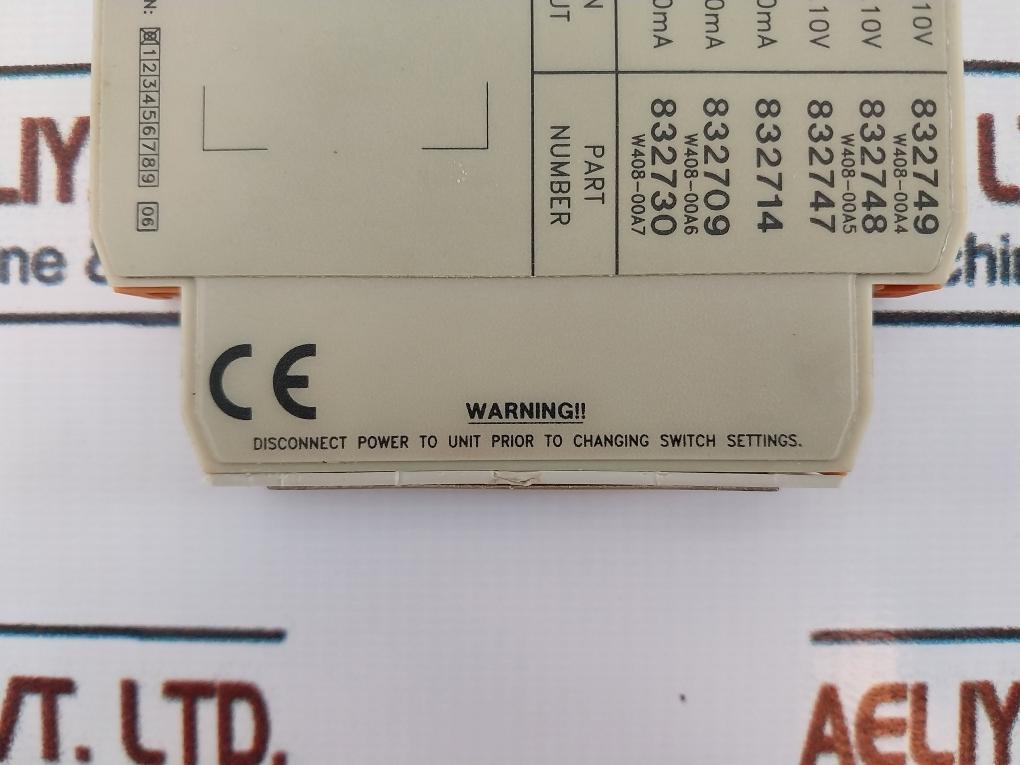 N:
0 1 2 3 4 5 6 7 8 9 06
PART
NUMBER
10V
832749
W408-00A4
10V
832748
W408-00A5
10V
832747
0mA
832714
0mA
832709
W408-00A6
0mA
832730
W408-00A7
N
UT
CE
WARNING!!
DISCONNECT POWER TO UNIT PRIOR TO CHANGING SWITCH SETTINGS.
LIY
L
ne &
chin
VT. LTD.
AELIY